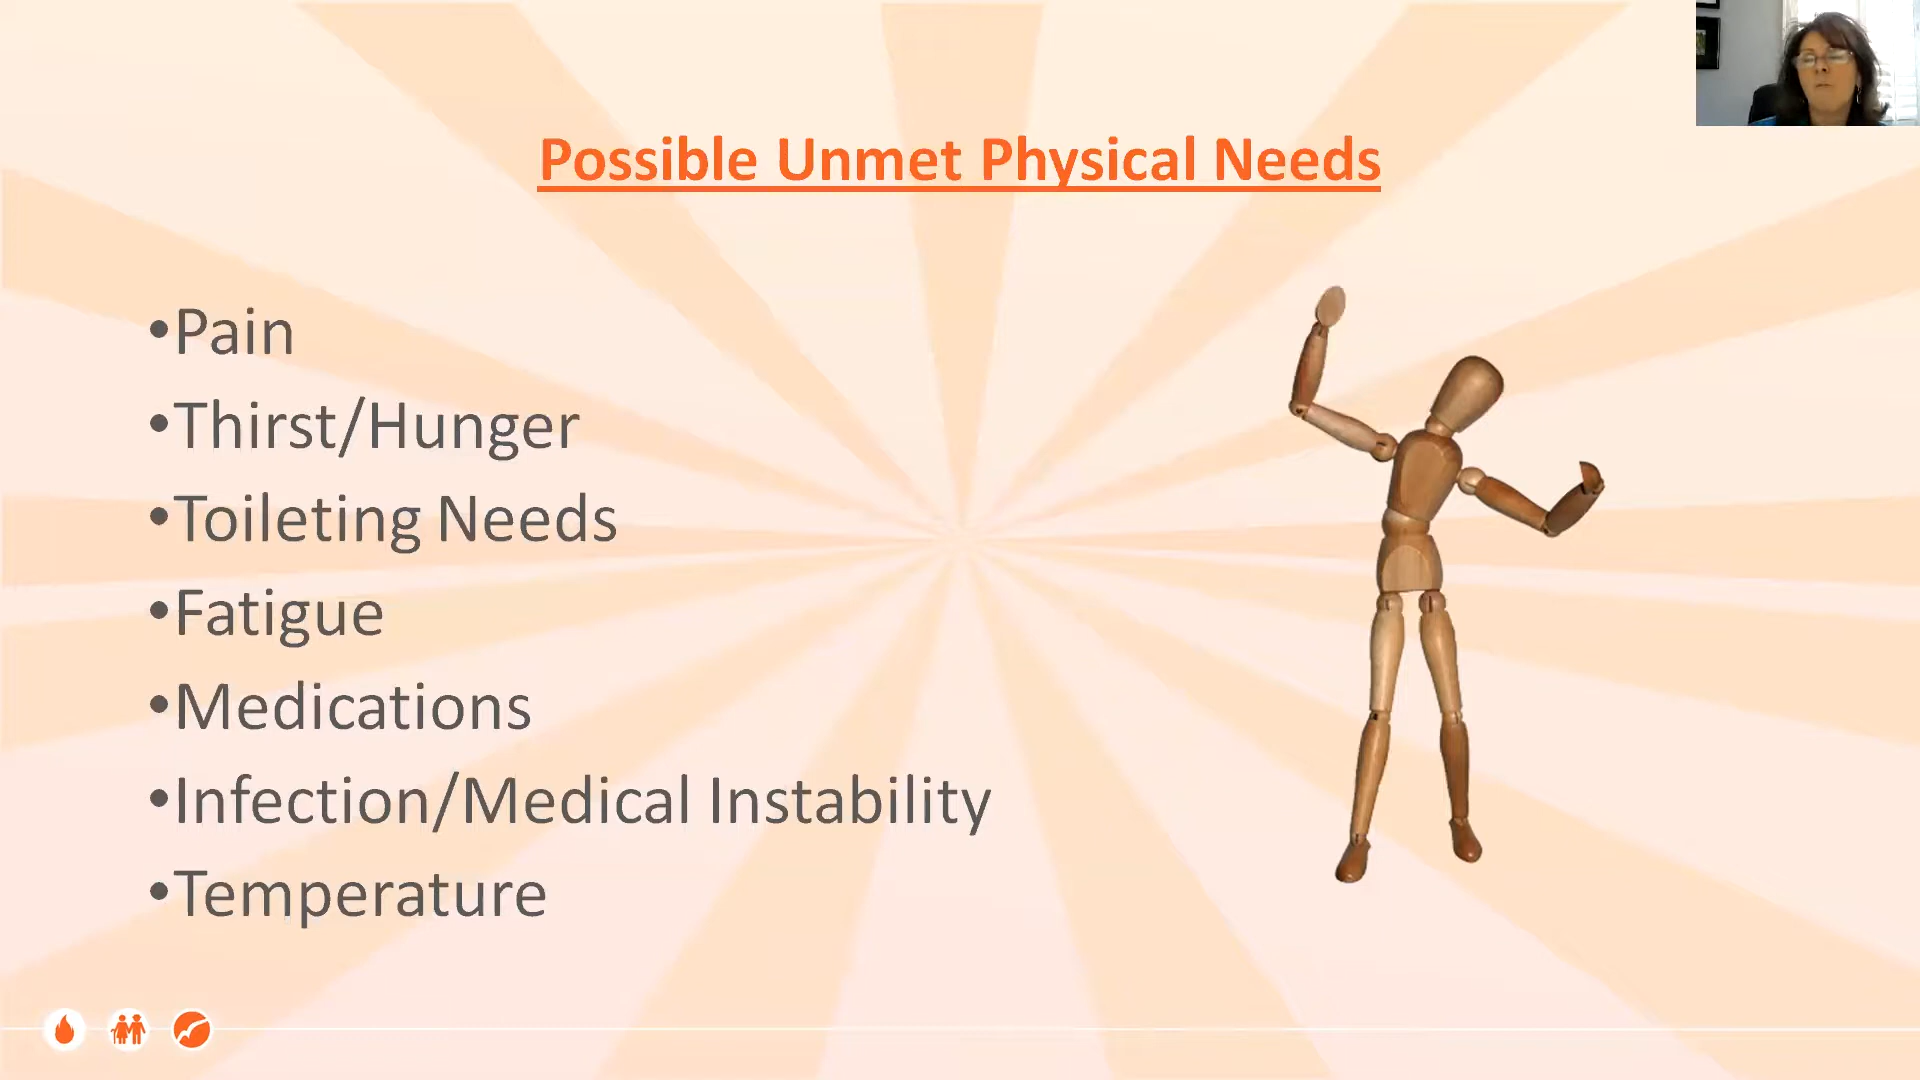 Possible Unmet Physical Needs
•Pain
•Thirst/Hunger
•Toileting Needs
•Fatigue
•Medications
•Infection/Medical Instability
•Temperature